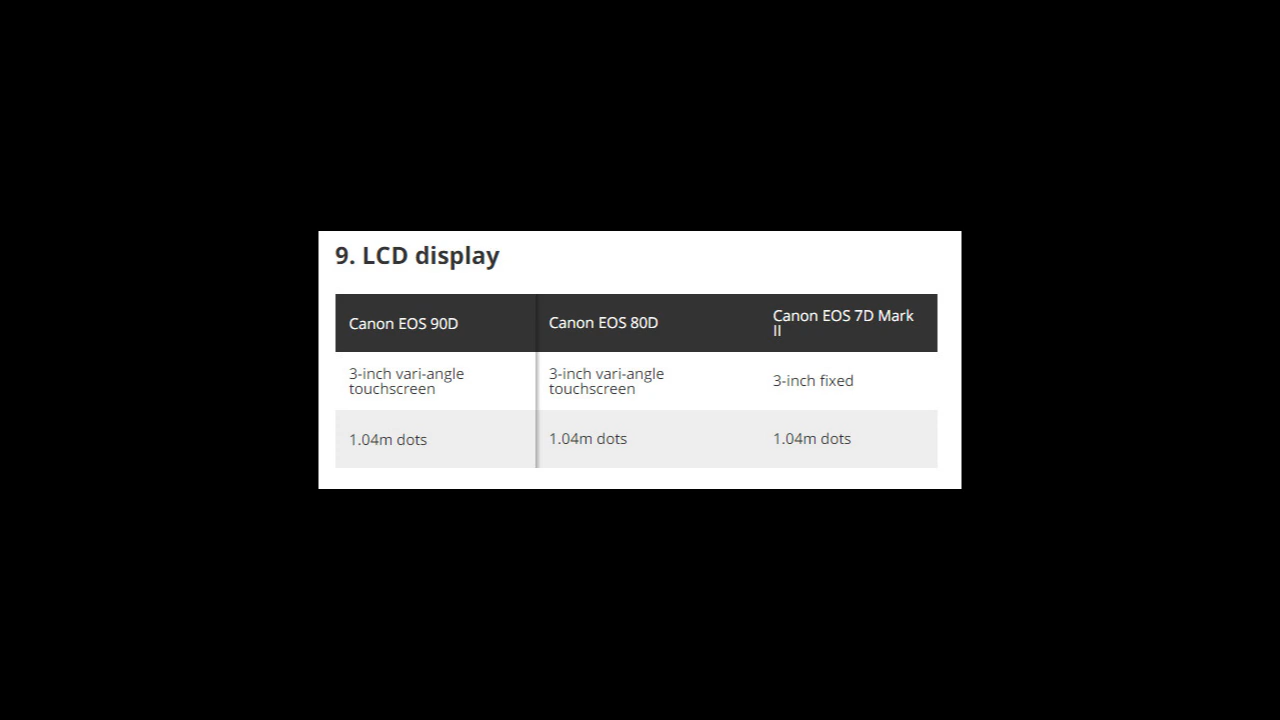 9. LCD display
Canon EOS 90D
Canon EOS 80D
Canon EOS 7D Mark
II
3-inch vari-angle
touchscreen
3-inch vari-angle
touchscreen
3-inch fixed
1.04m dots
1.04m dots
1.04m dots